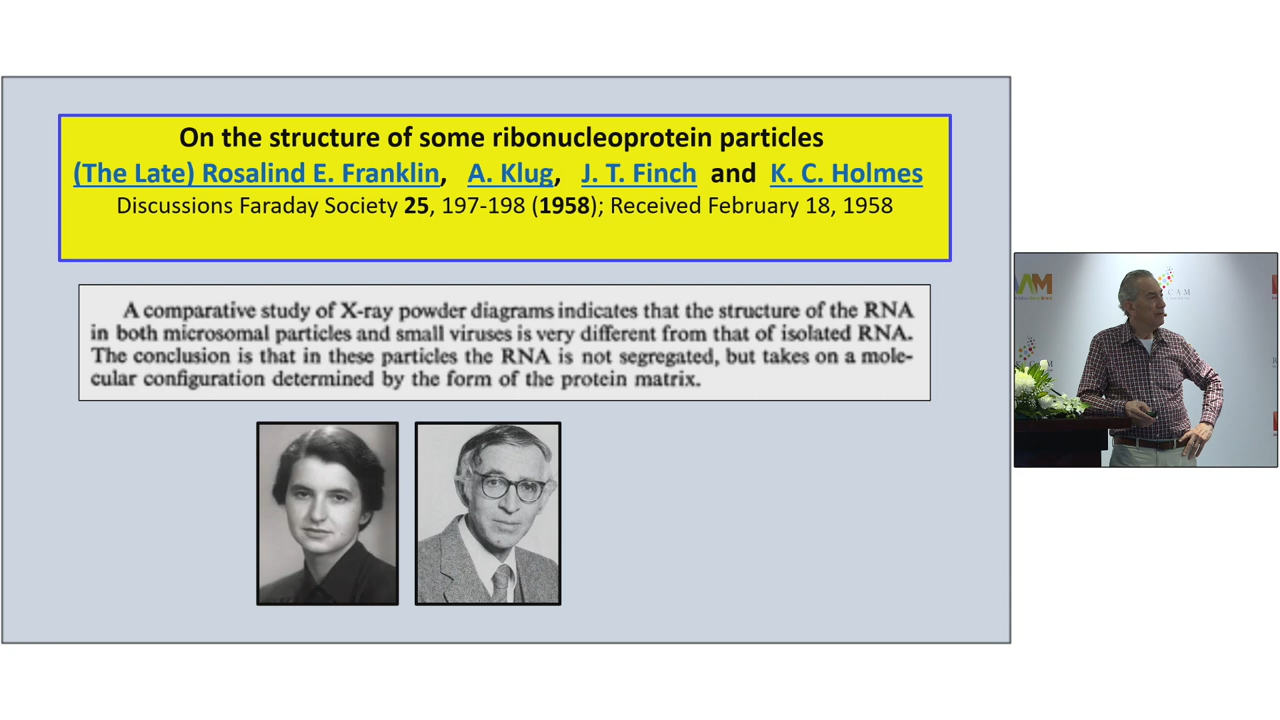 On the structure of some ribonucleoprotein particles
(The Late) Rosalind E. Franklin, A. Klug, J. T. Finch and K. C. Holmes
Discussions Faraday Society 25, 197-198 (1958); Received February 18, 1958
A comparative study of X-ray powder diagrams indicates that the structure of the RNA
in both microsomal particles and small viruses is very different from that of isolated RNA.
The conclusion is that in these particles the RNA is not segregated, but takes on a mole-
cular configuration determined by the form of the protein matrix.